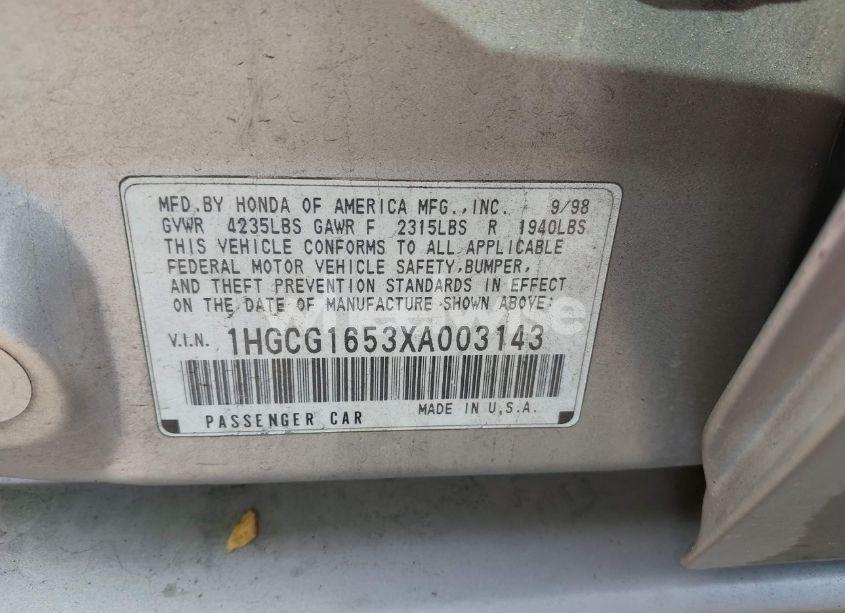 MFD.BY HONDA OF AMERICA MFG.,INC. 9/98
GVWR 4235LBS GAWR F 2315LBS R 1940LBS
THIS VEHICLE CONFORMS TO ALL APPLICABLE
FEDERAL MOTOR VEHICLE SAFETY,BUMPER,
AND THEFT PREVENTION STANDARDS IN EFFECT
ON THE DATE OF MANUFACTURE SHOWN ABOVE:
V.I.N. 1HGCG1653XA003143
PASSENGER CAR MADE IN U.S.A.